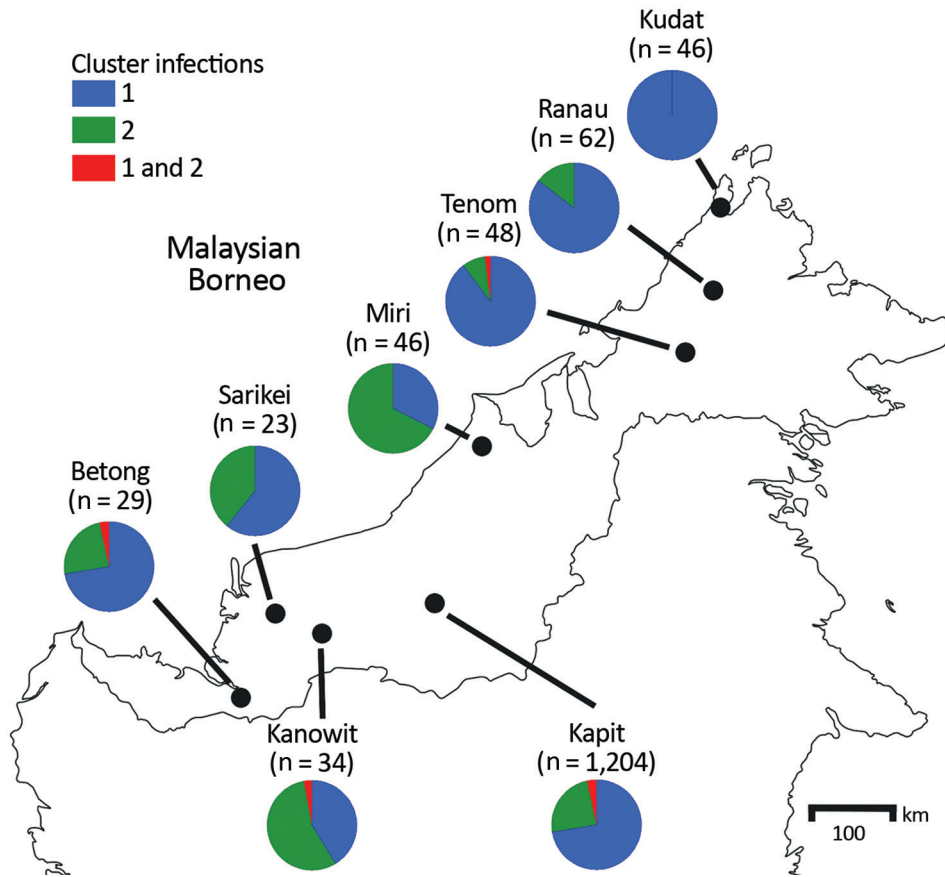 Cluster infections
1
2
1 and 2
Malaysian
Borneo
Kudat
(n = 46)
Ranau
(n = 62)
Tenom
(n = 48)
Miri
(n = 46)
Sarikei
(n = 23)
Betong
(n = 29)
Kanowit
(n = 34)
Kapit
(n = 1,204)
km
100